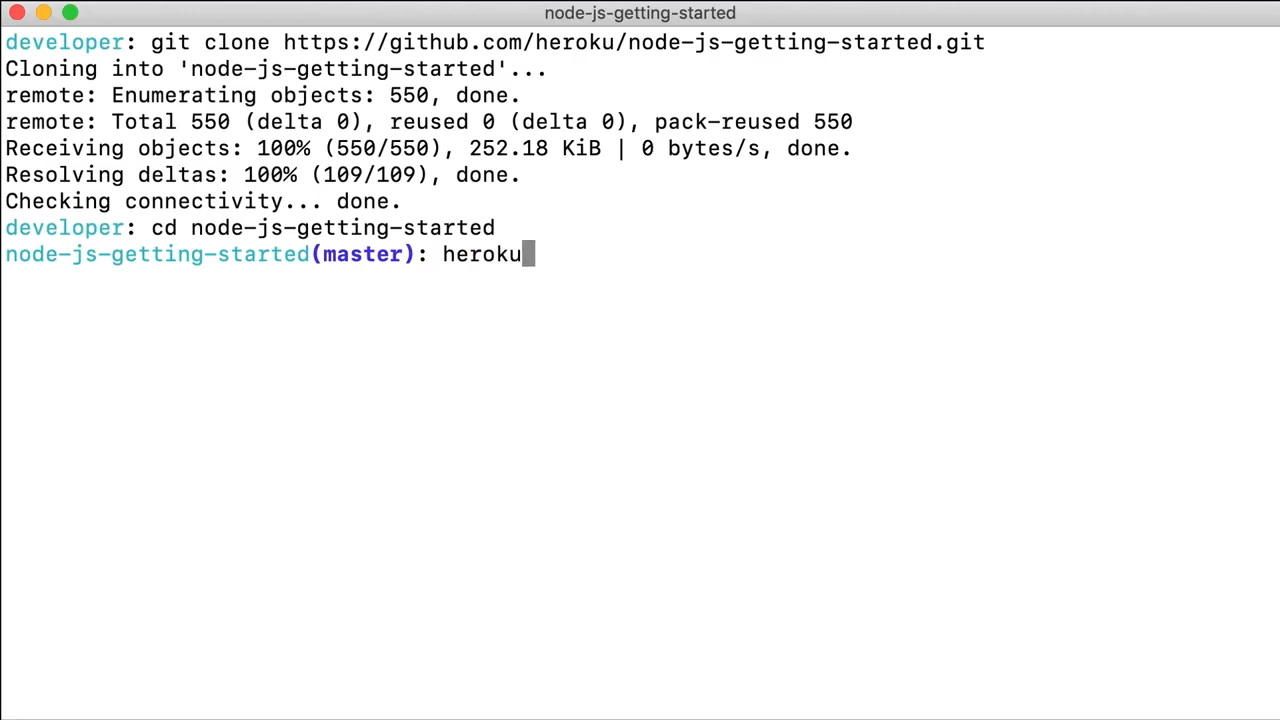 node-js-getting-started
developer: git clone https://github.com/heroku/node-js-getting-started.git
Cloning into 'node-js-getting-started'...
remote: Enumerating objects: 550, done.
remote: Total 550 (delta 0), reused 0 (delta 0), pack-reused 550
Receiving objects: 100% (550/550), 252.18 KiB | 0 bytes/s, done.
Resolving deltas: 100% (109/109), done.
Checking connectivity... done.
developer: cd node-js-getting-started
node-js-getting-started(master): heroku